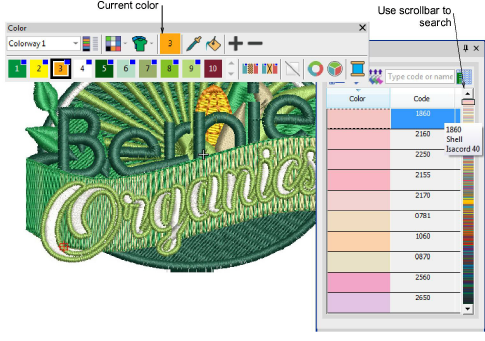 Current color
Use scrollbar to
search
Color
Colorway 1
3
1 2 3 4 5 6 7 8 9 10
Type code or name
Color Code
1860
2160
2250
2155
2170
0781
1060
0870
2560
2650
1860
Shell
Isacord 40
Bernie
Organics